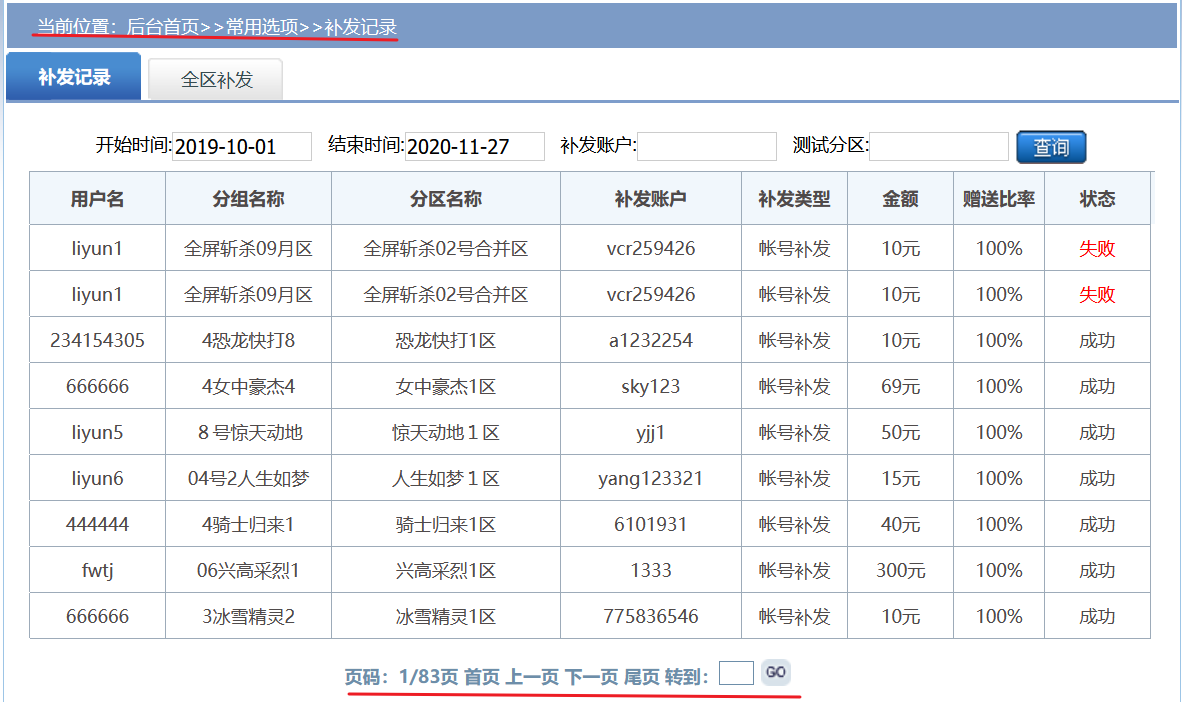 当前位置：后台首页>>常用选项>>补发记录
补发记录 全区补发
开始时间:2019-10-01 结束时间:2020-11-27 补发账户: 测试分区: 查询
用户名 分组名称 分区名称 补发账户 补发类型 金额 赠送比率 状态
liyun1 全屏斩杀09月区 全屏斩杀02号合并区 vcr259426 帐号补发 10元 100% 失败
liyun1 全屏斩杀09月区 全屏斩杀02号合并区 vcr259426 帐号补发 10元 100% 失败
234154305 4恐龙快打8 恐龙快打1区 a1232254 帐号补发 10元 100% 成功
666666 4女中豪杰4 女中豪杰1区 sky123 帐号补发 69元 100% 成功
liyun5 ８号惊天动地 惊天动地１区 yjj1 帐号补发 50元 100% 成功
liyun6 04号2人生如梦 人生如梦１区 yang123321 帐号补发 15元 100% 成功
444444 4骑士归来1 骑士归来1区 6101931 帐号补发 40元 100% 成功
fwtj 06兴高采烈1 兴高采烈1区 1333 帐号补发 300元 100% 成功
666666 3冰雪精灵2 冰雪精灵1区 775836546 帐号补发 10元 100% 成功
页码：1/83页 首页 上一页 下一页 尾页 转到： GO